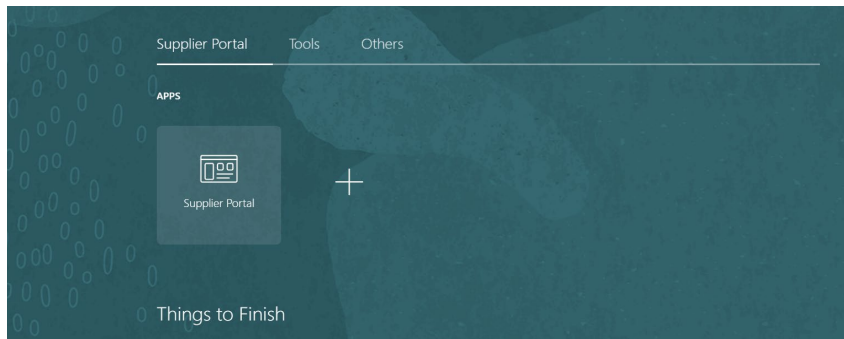 Supplier Portal Tools Others
APPS
Supplier Portal
Things to Finish